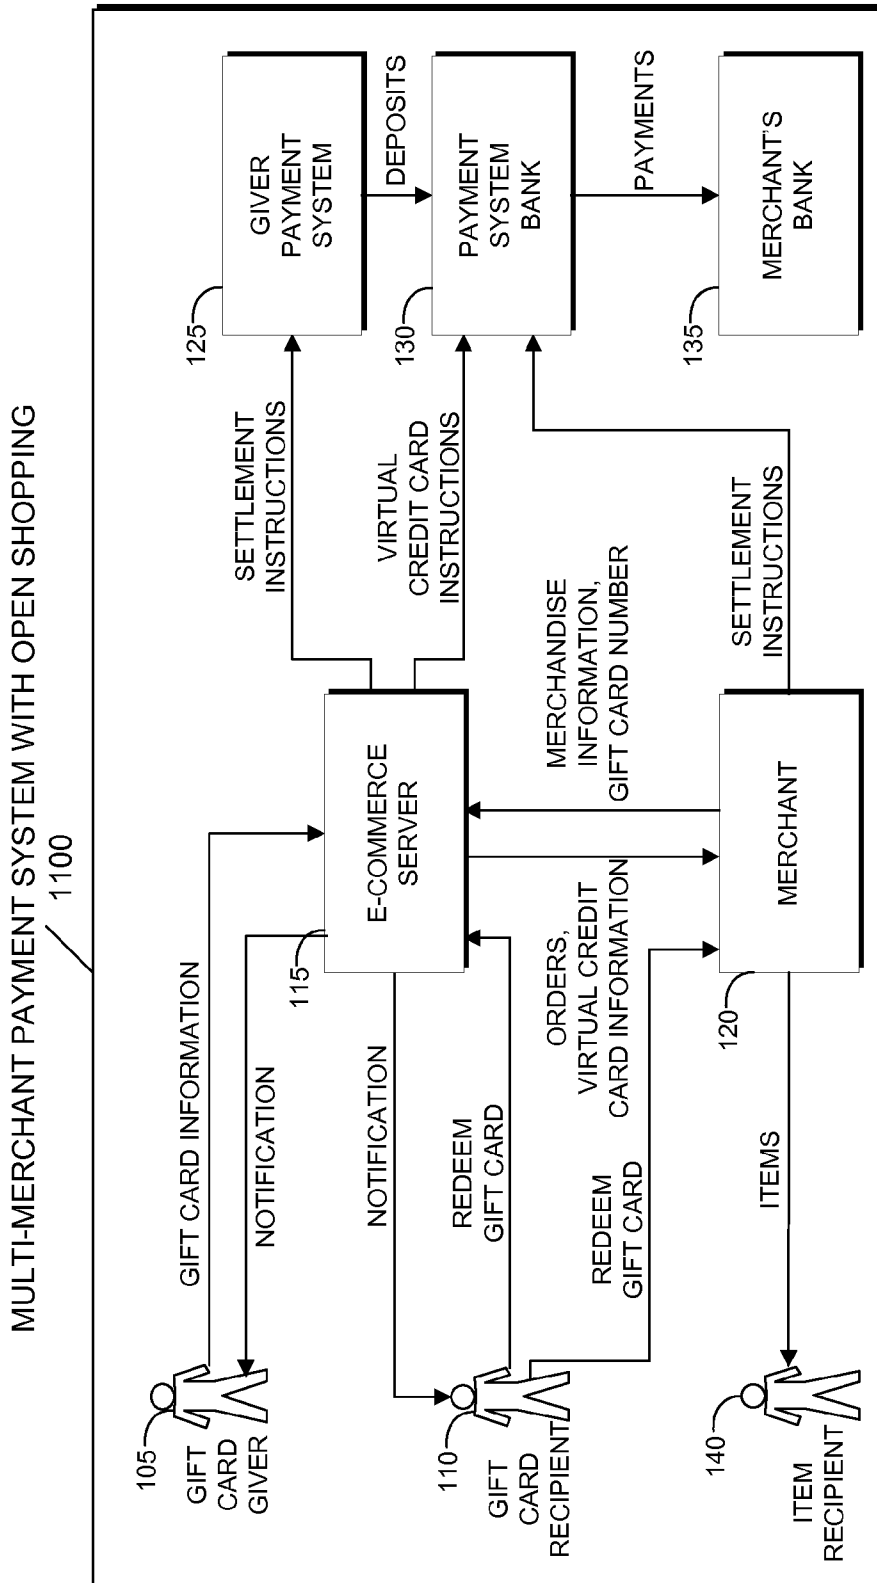 MULTI-MERCHANT PAYMENT SYSTEM WITH OPEN SHOPPING
1100
105
GIFT
CARD
GIVER
GIFT CARD INFORMATION
NOTIFICATION
115
E-COMMERCE
SERVER
SETTLEMENT
INSTRUCTIONS
125
GIVER
PAYMENT
SYSTEM
DEPOSITS
110
GIFT
CARD
RECIPIENT
NOTIFICATION
REDEEM
GIFT CARD
VIRTUAL
CREDIT CARD
INSTRUCTIONS
130
PAYMENT
SYSTEM
BANK
REDEEM
GIFT CARD
ORDERS,
VIRTUAL CREDIT
CARD INFORMATION
MERCHANDISE
INFORMATION,
GIFT CARD NUMBER
PAYMENTS
140
ITEM
RECIPIENT
ITEMS
120
MERCHANT
SETTLEMENT
INSTRUCTIONS
135
MERCHANT'S
BANK